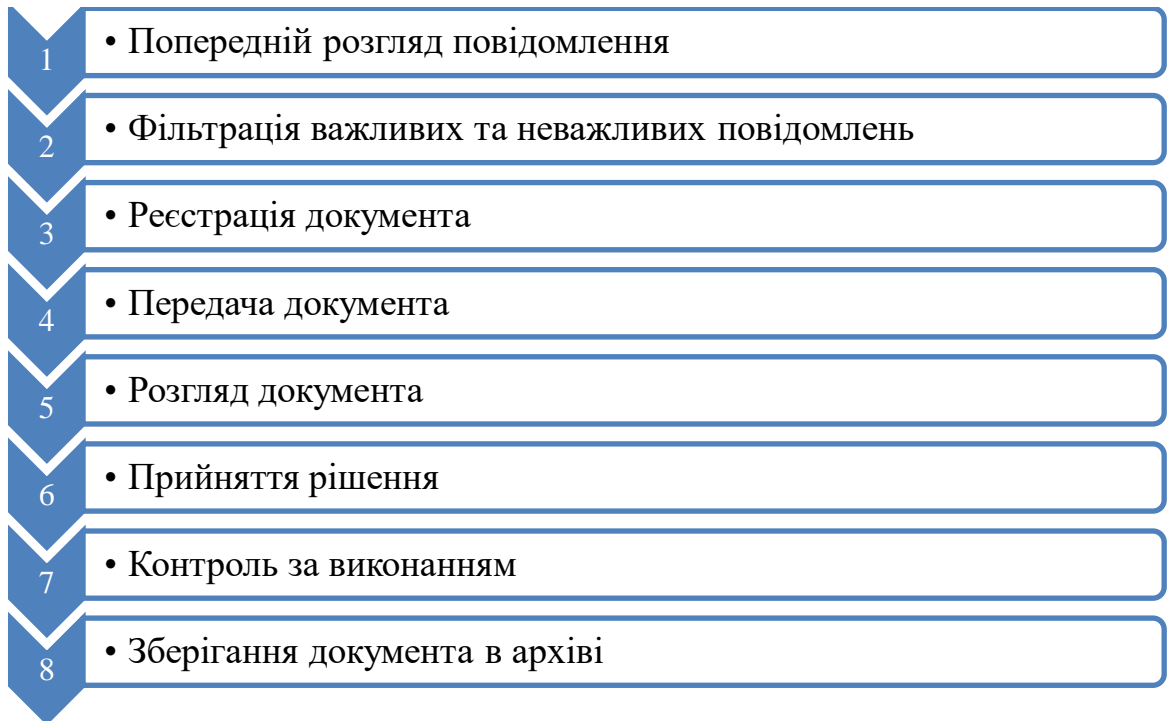 1 • Попередній розгляд повідомлення
2 • Фільтрація важливих та неважливих повідомлень
3 • Реєстрація документа
4 • Передача документа
5 • Розгляд документа
6 • Прийняття рішення
7 • Контроль за виконанням
8 • Зберігання документа в архіві